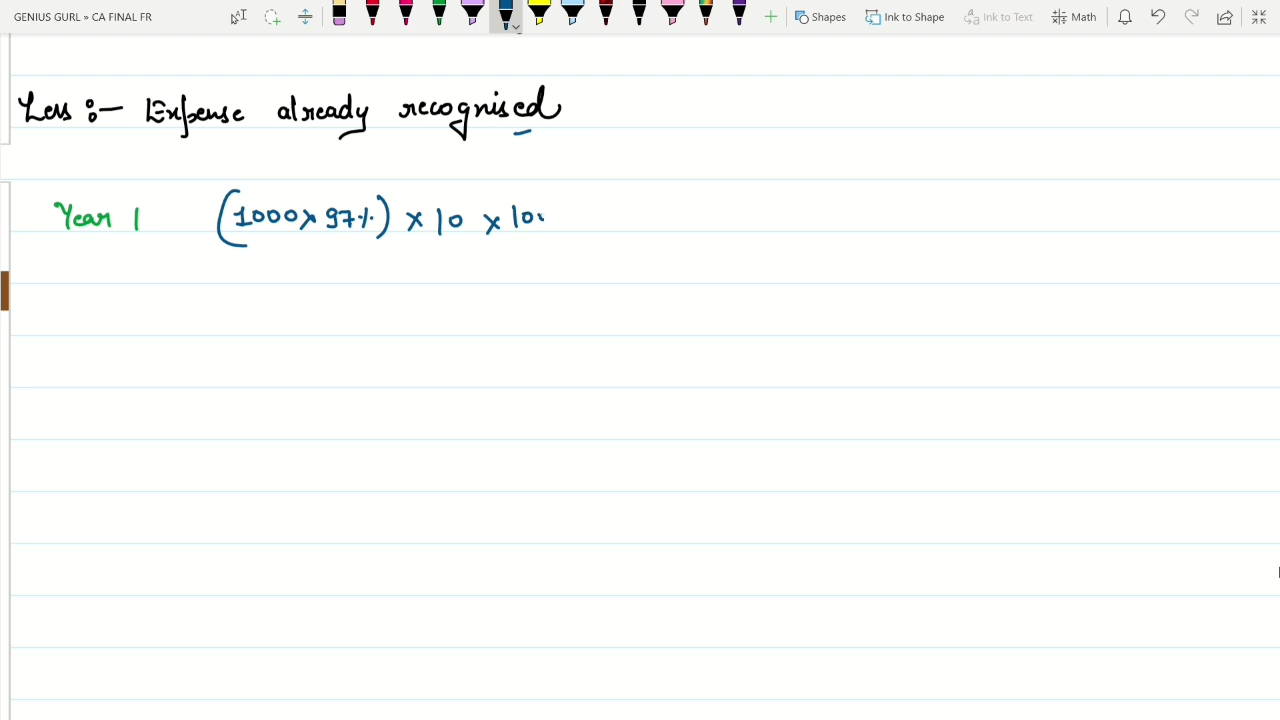 GENIUS GURL » CA FINAL FR
Shapes
Ink to Shape
Ink to Text
Math
Less :- Expense already recognised
Year 1 (1000 x 97%) x 10 x 10